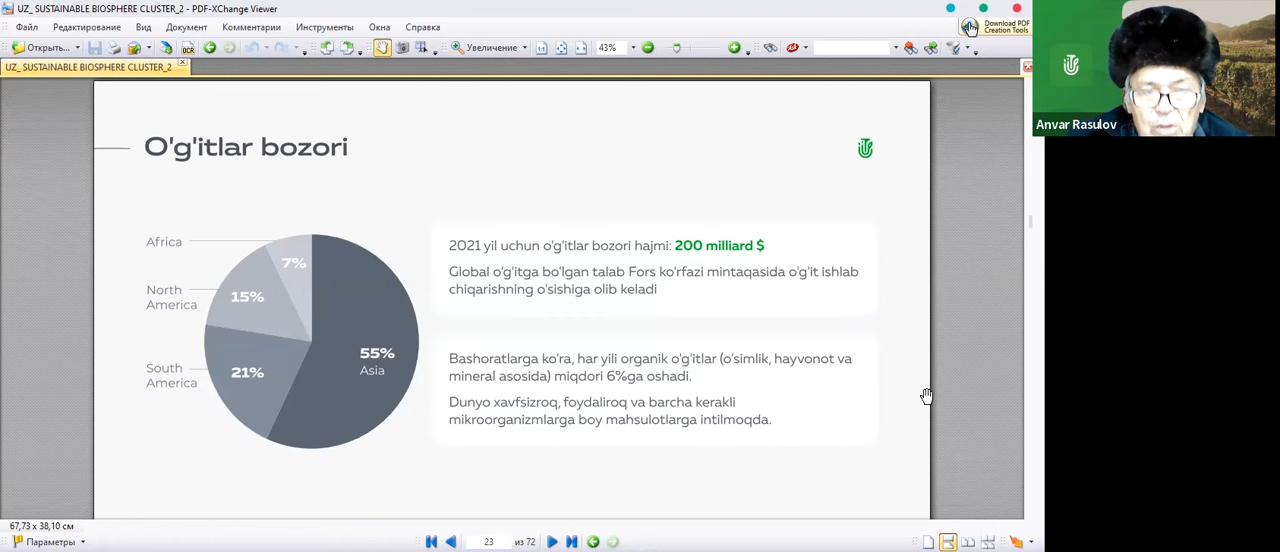 UZ_ SUSTAINABLE BIOSPHERE CLUSTER_2 - PDF-XChange Viewer
Файл Редактирование Вид Документ Комментарии Инструменты Окна Справка
Download PDF
Creation Tools
Открыть... OCR Увеличение 43%
UZ_ SUSTAINABLE BIOSPHERE CLUSTER_2
Anvar Rasulov
O'g'itlar bozori
Africa
7%
North
America
15%
South
America
21%
55%
Asia
2021 yil uchun o'g'itlar bozori hajmi: 200 milliard $
Global o'g'itga bo'lgan talab Fors ko'rfazi mintaqasida o'g'it ishlab
chiqarishning o'sishiga olib keladi
Bashoratlarga ko'ra, har yili organik o'g'itlar (o'simlik, hayvonot va
mineral asosida) miqdori 6%ga oshadi.
Dunyo xavfsizroq, foydaliroq va barcha kerakli
mikroorganizmlarga boy mahsulotlarga intilmoqda.
67,73 x 38,10 см
Параметры 23 из 72